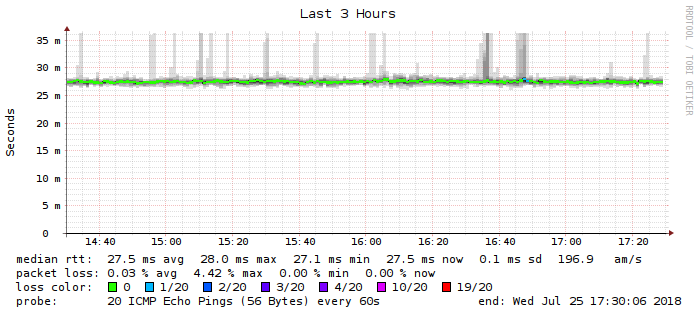 Last 3 Hours
RRDTOOL / TOBI OETIKER
Seconds
35 m
30 m
25 m
20 m
15 m
10 m
5 m
0
14:40 15:00 15:20 15:40 16:00 16:20 16:40 17:00 17:20
median rtt: 27.5 ms avg 28.0 ms max 27.1 ms min 27.5 ms now 0.1 ms sd 196.9 am/s
packet loss: 0.03 % avg 4.42 % max 0.00 % min 0.00 % now
loss color: 0 1/20 2/20 3/20 4/20 10/20 19/20
probe: 20 ICMP Echo Pings (56 Bytes) every 60s end: Wed Jul 25 17:30:06 2018